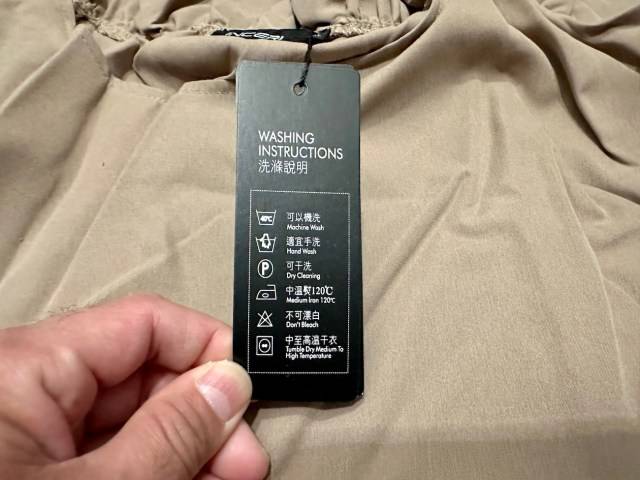 WASHING
INSTRUCTIONS
洗滌說明
40℃
可以機洗
Machine Wash
適宜手洗
Hand Wash
P
可干洗
Dry Cleaning
中溫熨120℃
Medium Iron 120℃
不可漂白
Don't Bleach
中至高溫干衣
Tumble Dry Medium To
High Temperature